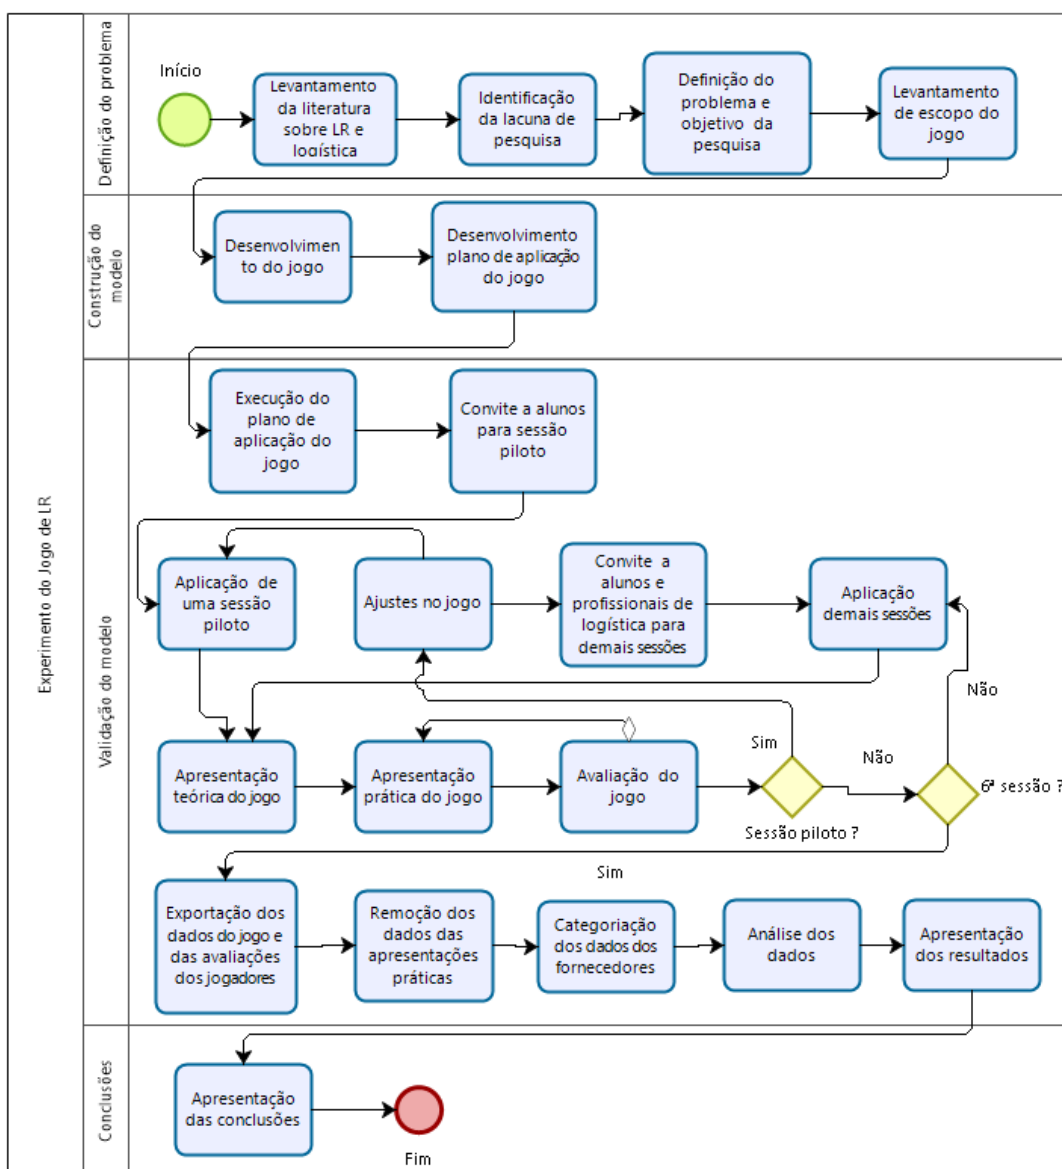 Experimento do Jogo de LR
Definição do problema
Início
Levantamento
da literatura
sobre LR e
logística
Identificação
da lacuna de
pesquisa
Definição do
problema e
objetivo da
pesquisa
Levantamento
de escopo do
jogo
Construção do
modelo
Desenvolvimen
to do jogo
Desenvolvimento
plano de aplicação
do jogo
Validação do modelo
Execução do
plano de
aplicação do
jogo
Convite a alunos
para sessão
piloto
Aplicação de
uma sessão
piloto
Ajustes no jogo
Convite a
alunos e
profissionais de
logística para
demais sessões
Aplicação
demais sessões
Não
Apresentação
teórica do jogo
Apresentação
prática do jogo
Avaliação do
jogo
Sim
Sessão piloto ?
Não
6ª sessão ?
Sim
Exportação dos
dados do jogo e
das avaliações
dos jogadores
Remoção dos
dados das
apresentações
práticas
Categoriação
dos dados dos
fornecedores
Análise dos
dados
Apresentação
dos resultados
Conclusões
Apresentação
das conclusões
Fim